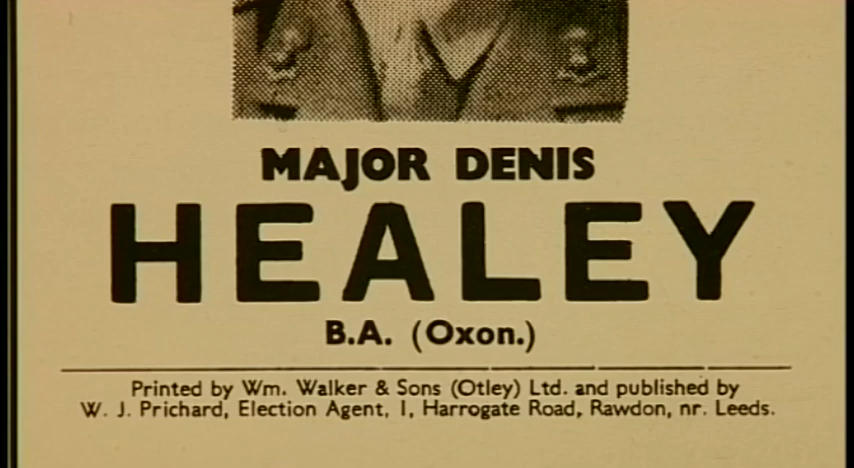 MAJOR DENIS
HEALEY
B.A. (Oxon.)
Printed by Wm. Walker & Sons (Otley) Ltd. and published by
W. J. Prichard, Election Agent, 1, Harrogate Road, Rawdon, nr. Leeds.